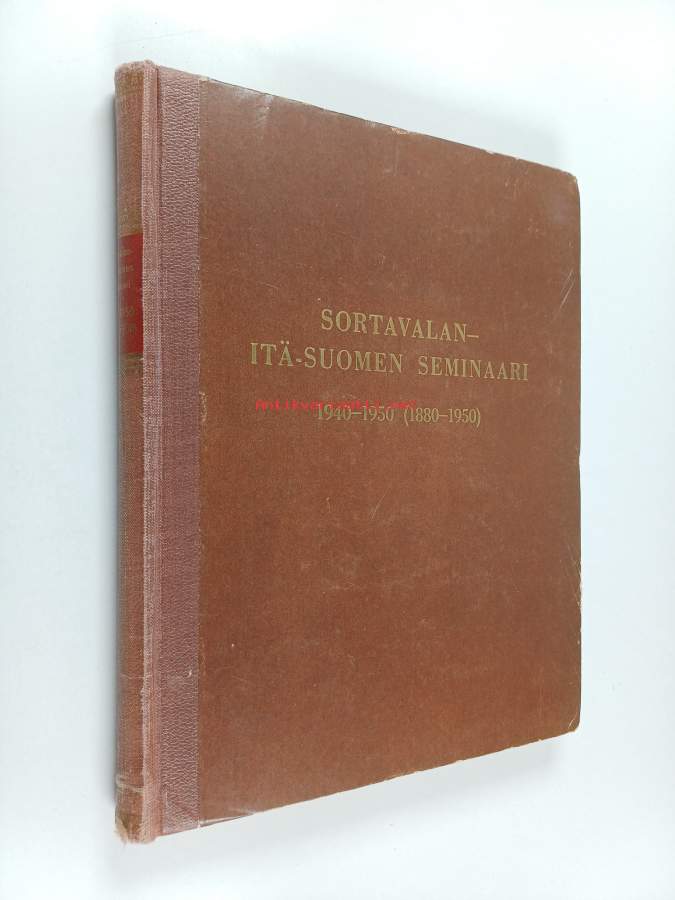 SORTAVALAN–
ITÄ-SUOMEN SEMINAARI
1940–1950 (1880–1950)